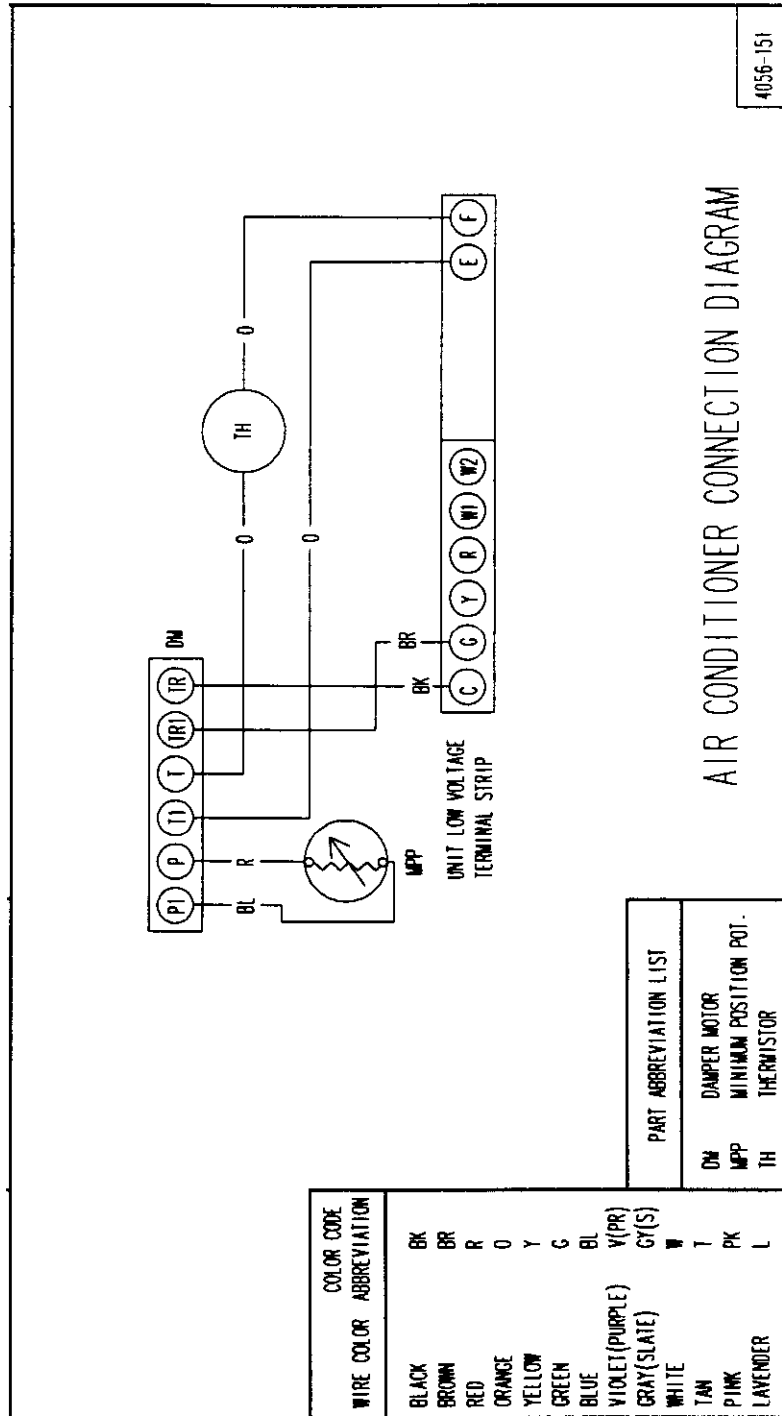 DM
P1 P T1 T TR1 TR
BL
R
O
O
O
TH
MPP
BK
BR
UNIT LOW VOLTAGE
TERMINAL STRIP
C G Y R W1 W2 E F
COLOR CODE
WIRE COLOR ABBREVIATION
BLACK BK
BROWN BR
RED R
ORANGE O
YELLOW Y
GREEN G
BLUE BL
VIOLET(PURPLE) V(PR)
GRAY(SLATE) GY(S)
WHITE W
TAN T
PINK PK
LAVENDER L
PART ABBREVIATION LIST
DM DAMPER MOTOR
MPP MINIMUM POSITION POT.
TH THERMISTOR
AIR CONDITIONER CONNECTION DIAGRAM
4056-151